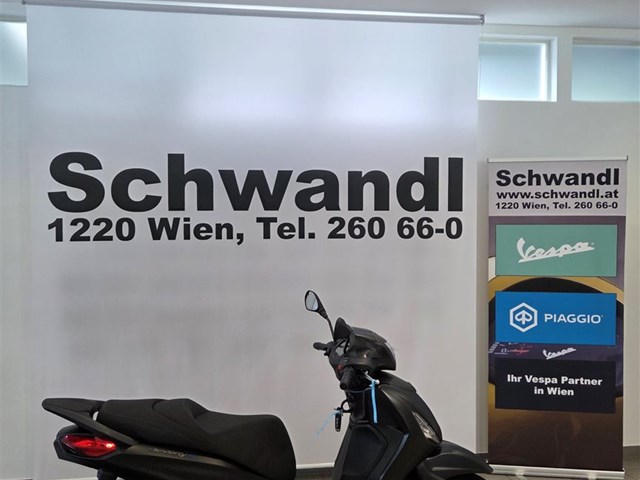 Schwandl
1220 Wien, Tel. 260 66-0
Schwandl
www.schwandl.at
1220 Wien, Tel. 260 66-0
Vespa
PIAGGIO
Vespa
Ihr Vespa Partner
in Wien